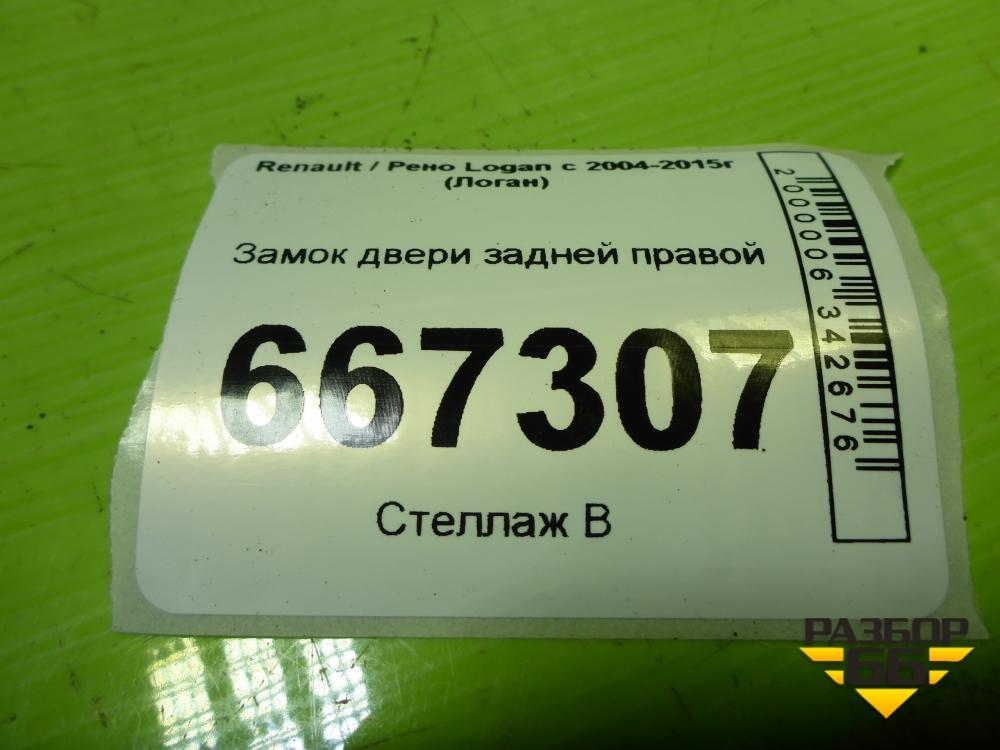 Renault / Рено Logan с 2004-2015г
(Логан)
Замок двери задней правой
667307
Стеллаж В
2000006342676
РАЗБОР
66